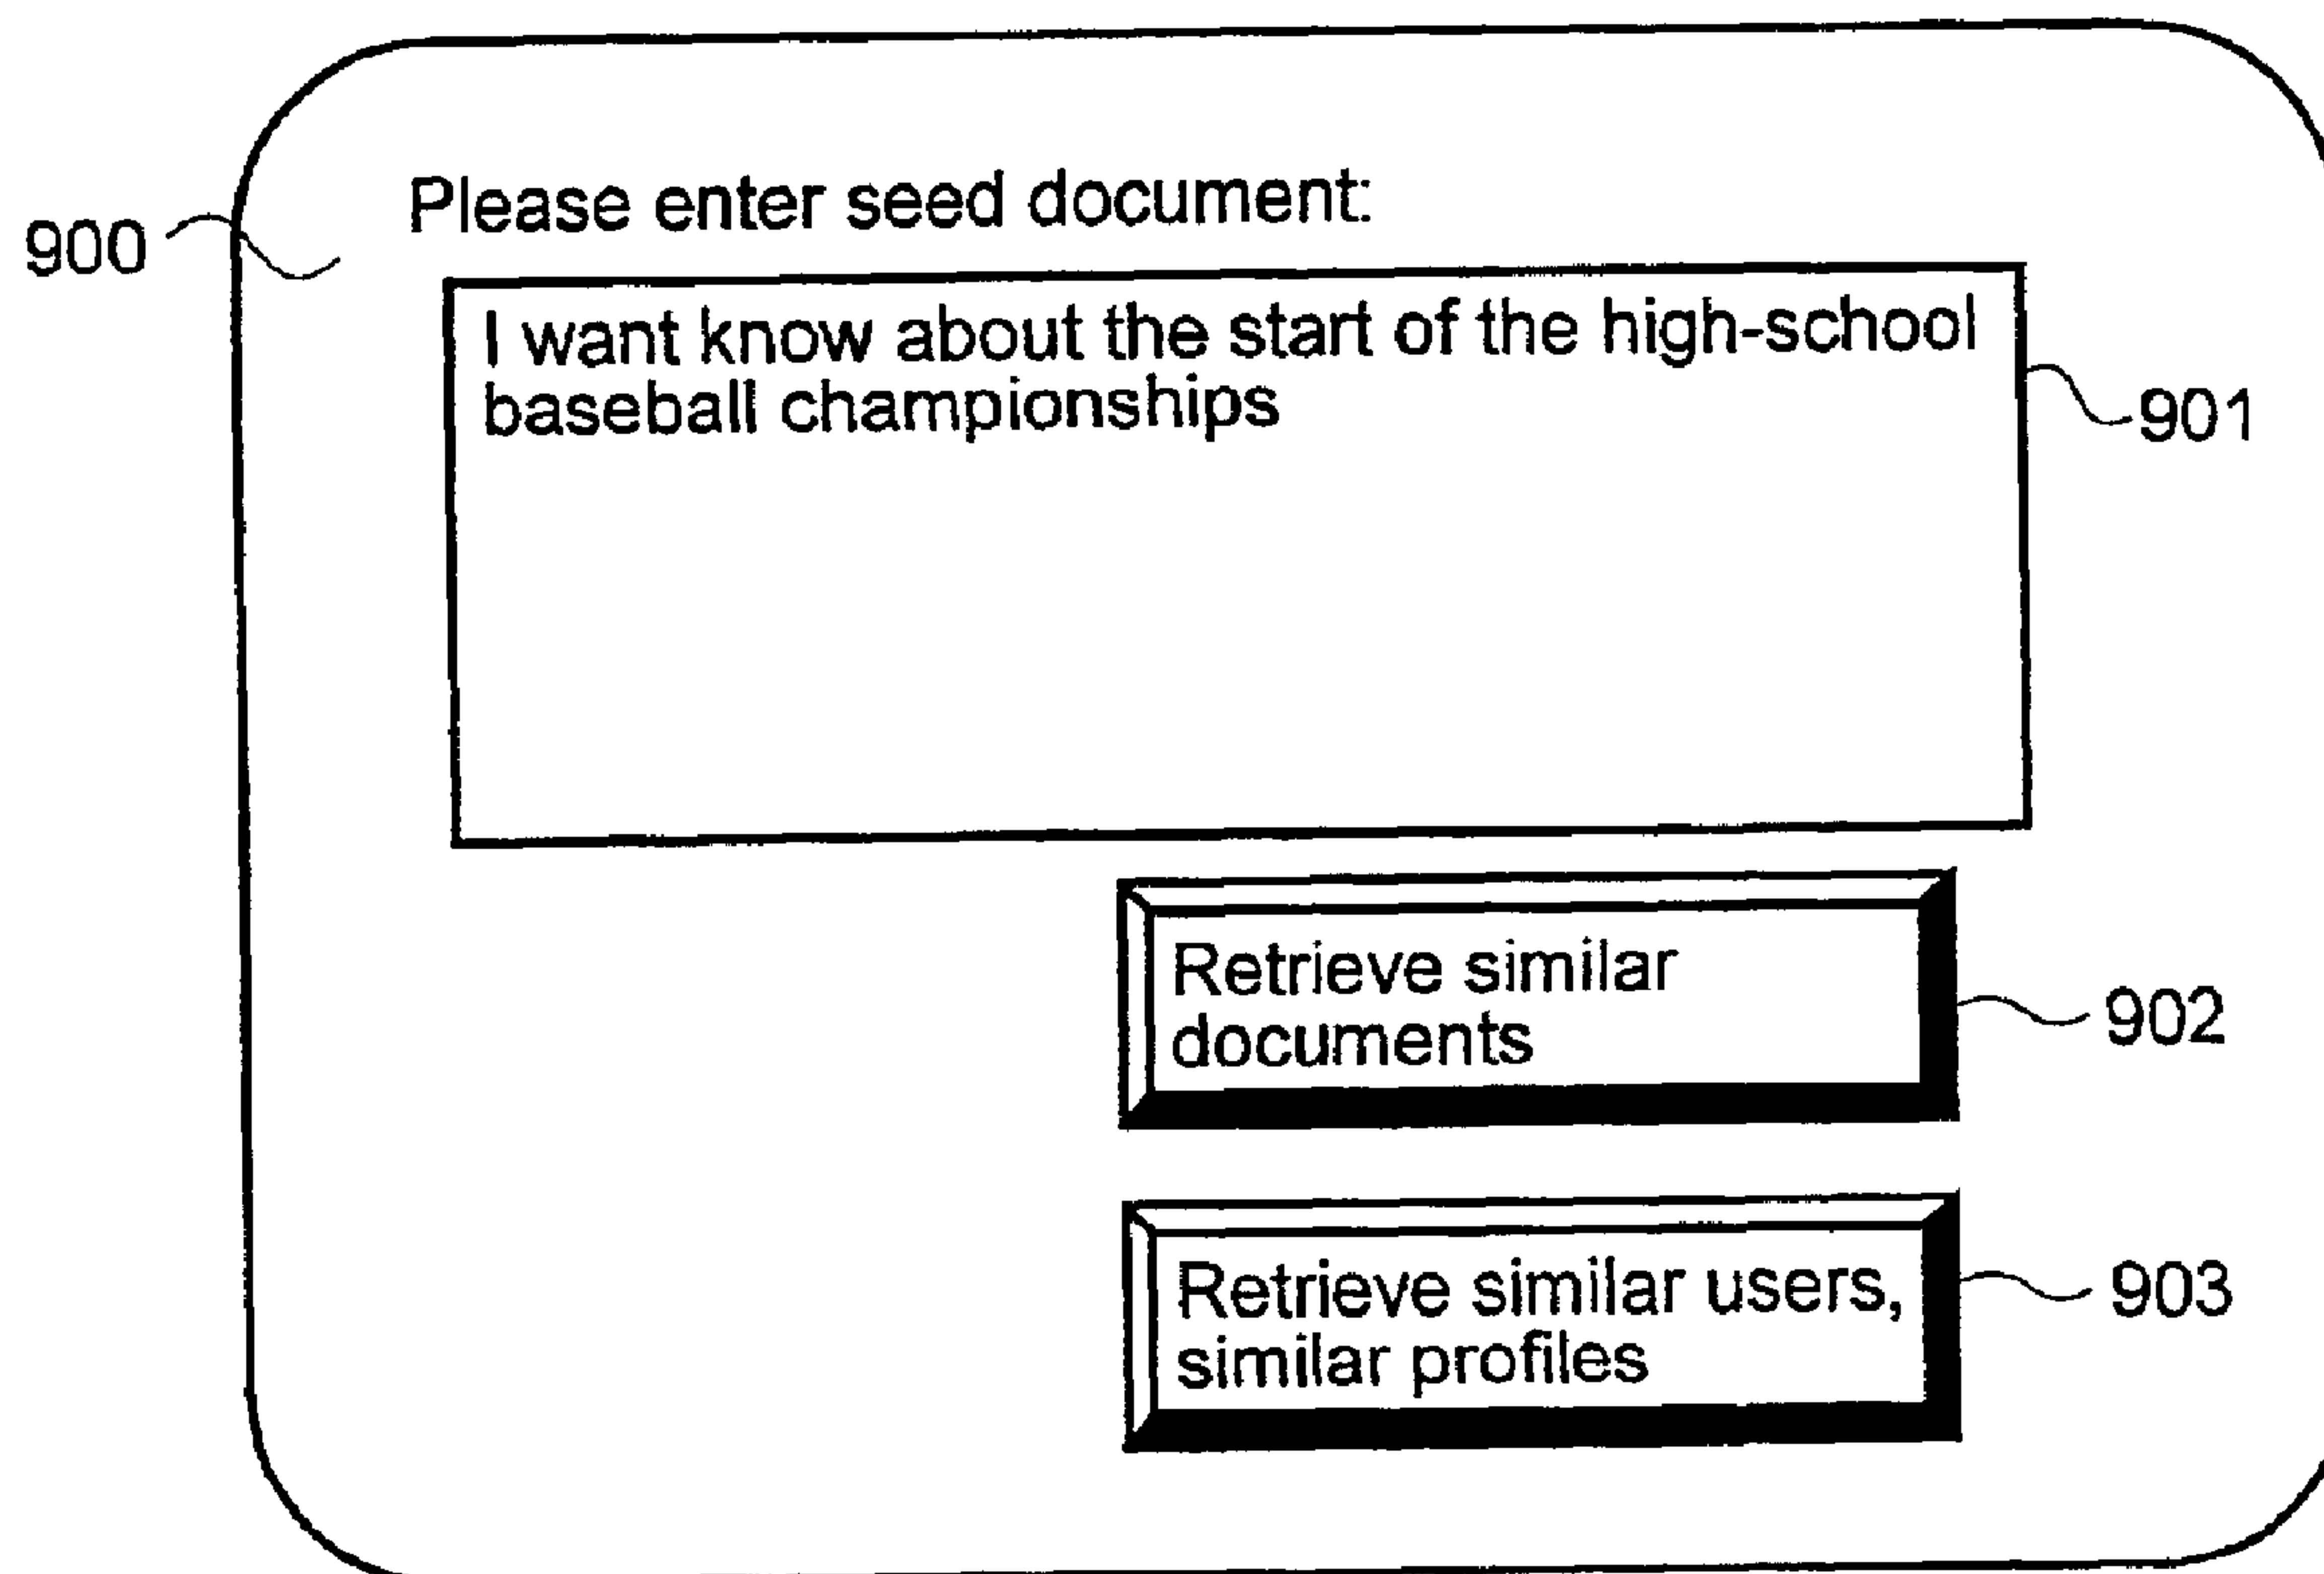 Please enter seed document:
900
I want know about the start of the high-school
baseball championships
901
Retrieve similar
documents
902
Retrieve similar users,
similar profiles
903